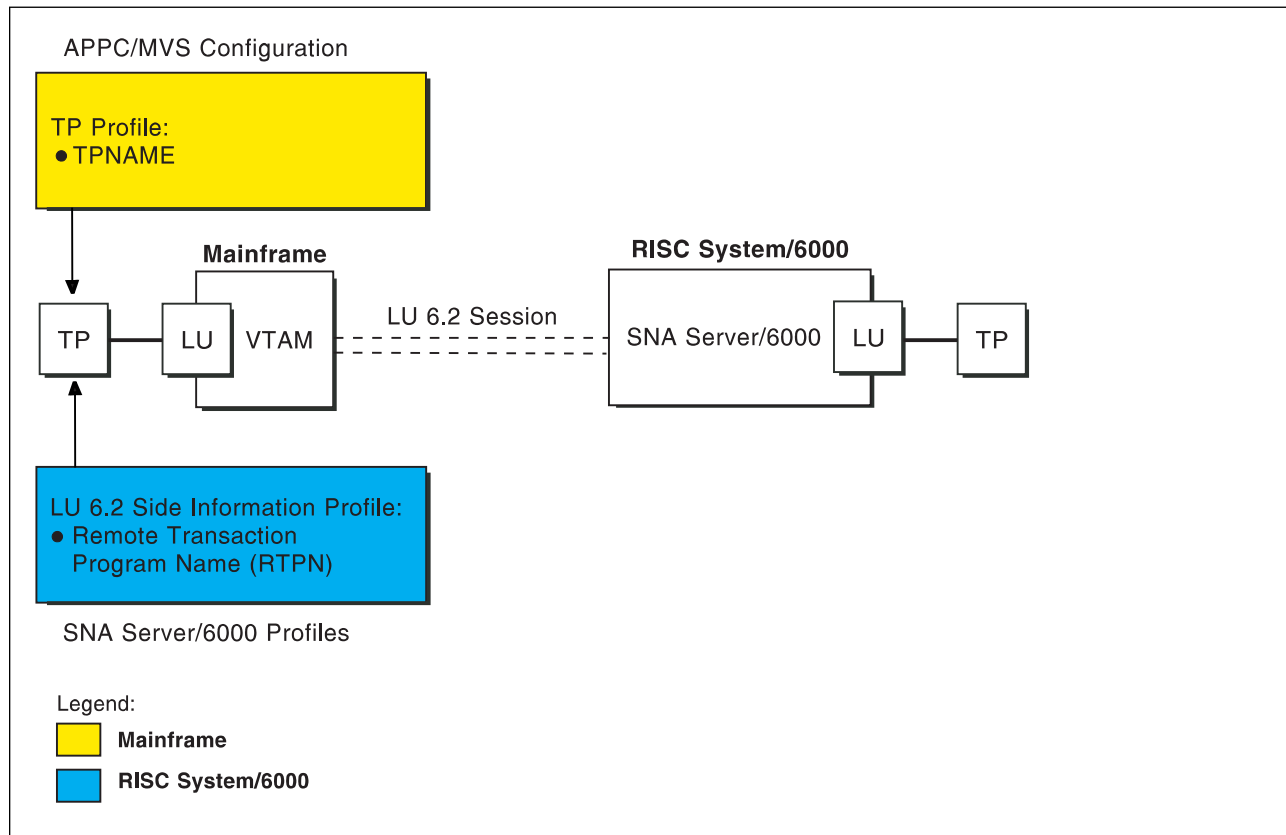 APPC/MVS Configuration
TP Profile:
● TPNAME
Mainframe
RISC System/6000
TP
LU
VTAM
LU 6.2 Session
SNA Server/6000
LU
TP
LU 6.2 Side Information Profile:
● Remote Transaction
Program Name (RTPN)
SNA Server/6000 Profiles
Legend:
Mainframe
RISC System/6000